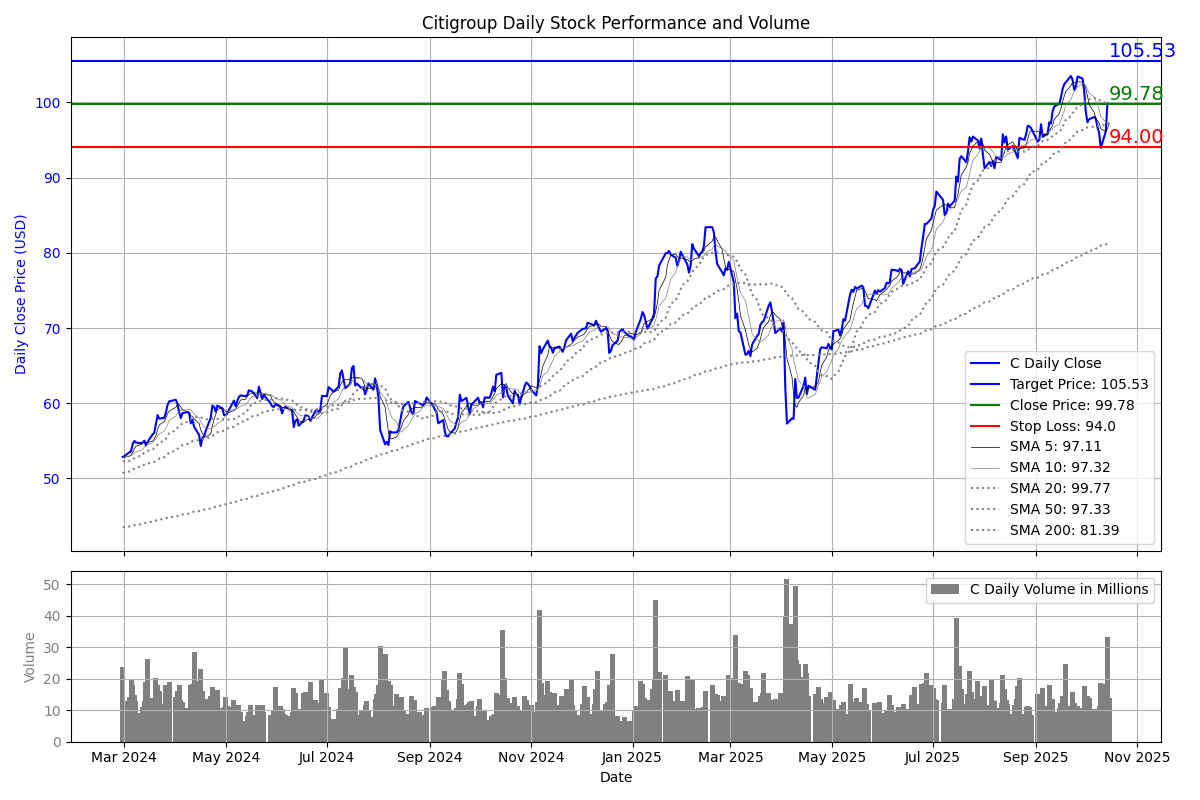 Citigroup Daily Stock Performance and Volume
Daily Close Price (USD)
100
90
80
70
60
50
105.53
99.78
94.00
C Daily Close
Target Price: 105.53
Close Price: 99.78
Stop Loss: 94.0
SMA 5: 97.11
SMA 10: 97.32
SMA 20: 99.77
SMA 50: 97.33
SMA 200: 81.39
Volume
50
40
30
20
10
0
C Daily Volume in Millions
Mar 2024 May 2024 Jul 2024 Sep 2024 Nov 2024 Jan 2025 Mar 2025 May 2025 Jul 2025 Sep 2025 Nov 2025
Date